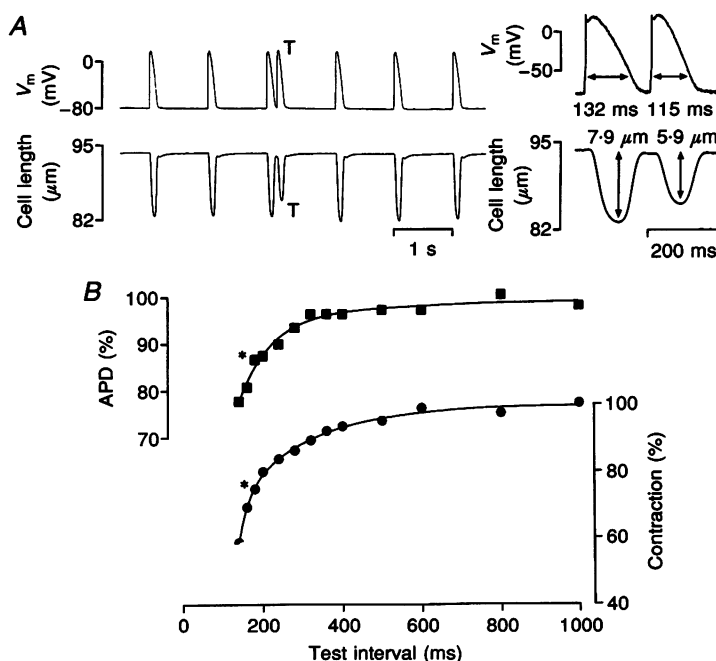 A
T
0
Vm
(mV)
−80
95
Cell length
(μm)
82
T
1 s
0
Vm
(mV)
−50
132 ms 115 ms
7·9 μm 5·9 μm
95
Cell length
(μm)
82
200 ms
B
100
90
80
70
APD (%)
*
*
100
80
60
40
Contraction (%)
0 200 400 600 800 1000
Test interval (ms)